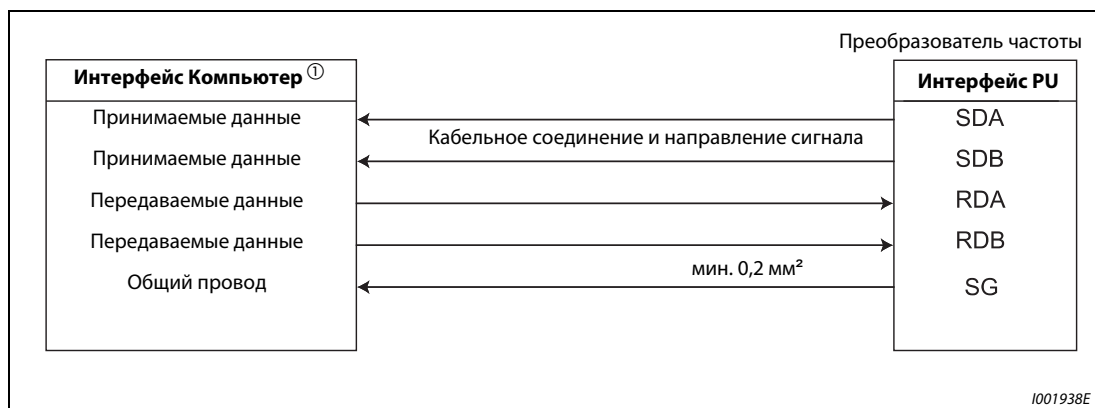 Преобразователь частоты
Интерфейс Компьютер ①
Интерфейс PU
Принимаемые данные
SDA
Кабельное соединение и направление сигнала
Принимаемые данные
SDB
Передаваемые данные
RDA
Передаваемые данные
RDB
мин. 0,2 мм²
Общий провод
SG
I001938E